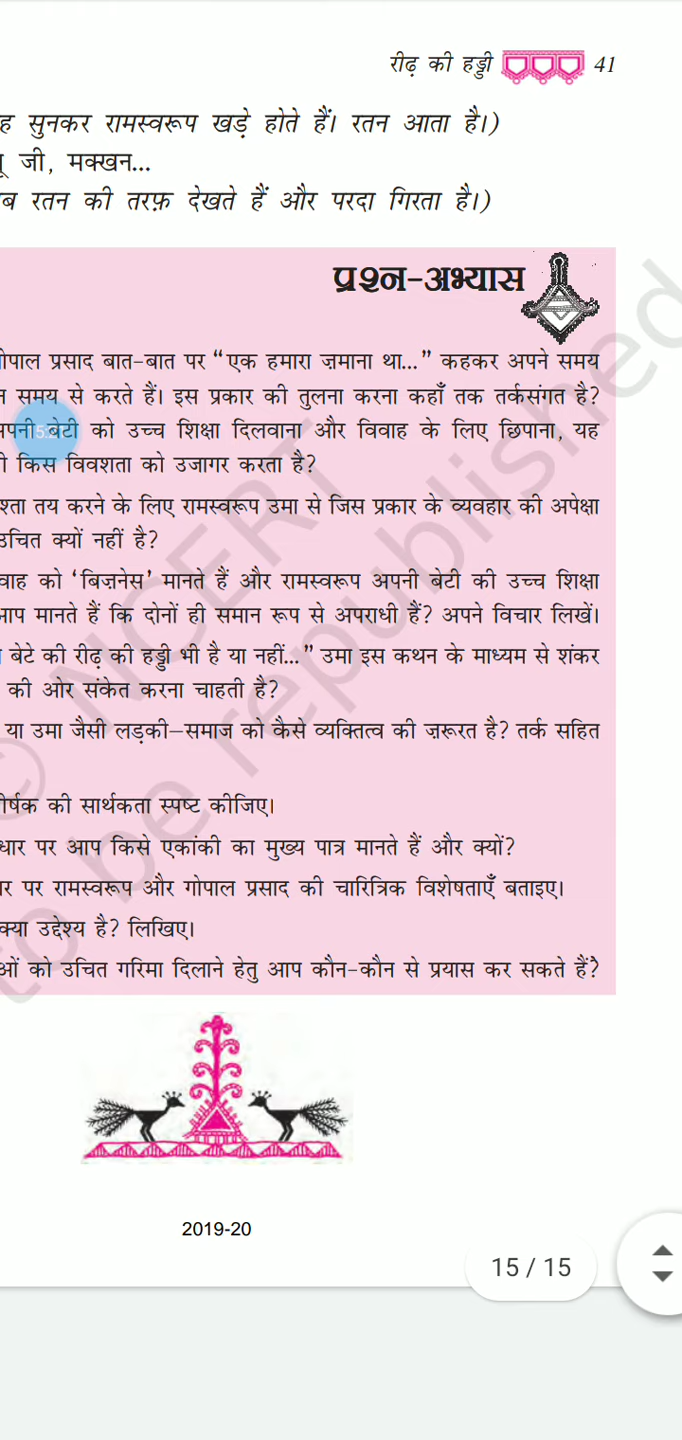 रीढ़ की हड्डी 41
ह सुनकर रामस्वरूप खड़े होते हैं। रतन आता है।)
जी, मक्खन...
ब रतन की तरफ़ देखते हैं और परदा गिरता है।)
प्रश्न-अभ्यास
गोपाल प्रसाद बात-बात पर “एक हमारा ज़माना था...” कहकर अपने समय
न समय से करते हैं। इस प्रकार की तुलना करना कहाँ तक तर्कसंगत है?
अपनी बेटी को उच्च शिक्षा दिलवाना और विवाह के लिए छिपाना, यह
ी किस विवशता को उजागर करता है?
श्ता तय करने के लिए रामस्वरूप उमा से जिस प्रकार के व्यवहार की अपेक्षा
उचित क्यों नहीं है?
वाह को ‘बिज़नेस’ मानते हैं और रामस्वरूप अपनी बेटी की उच्च शिक्षा
आप मानते हैं कि दोनों ही समान रूप से अपराधी हैं? अपने विचार लिखें।
बेटे की रीढ़ की हड्डी भी है या नहीं...” उमा इस कथन के माध्यम से शंकर
की ओर संकेत करना चाहती है?
या उमा जैसी लड़की–समाज को कैसे व्यक्तित्व की ज़रूरत है? तर्क सहित
ीर्षक की सार्थकता स्पष्ट कीजिए।
धार पर आप किसे एकांकी का मुख्य पात्र मानते हैं और क्यों?
ार पर रामस्वरूप और गोपाल प्रसाद की चारित्रिक विशेषताएँ बताइए।
क्या उद्देश्य है? लिखिए।
ओं को उचित गरिमा दिलाने हेतु आप कौन-कौन से प्रयास कर सकते हैं?
© NCERT
to be republished
2019-20
15 / 15